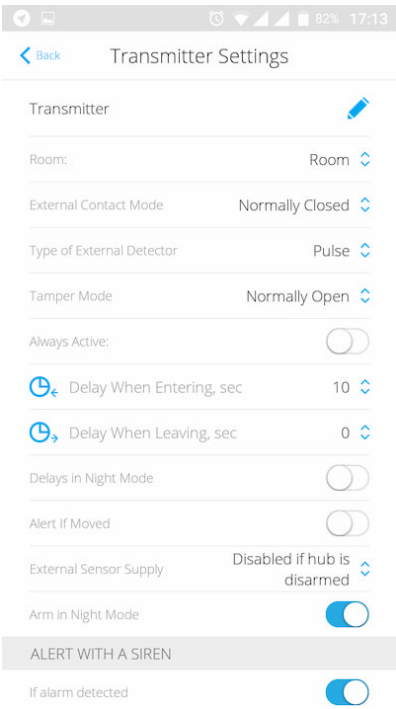 82% 17:13
Back Transmitter Settings
Transmitter
Room: Room
External Contact Mode Normally Closed
Type of External Detector Pulse
Tamper Mode Normally Open
Always Active:
Delay When Entering, sec 10
Delay When Leaving, sec 0
Delays in Night Mode
Alert If Moved
External Sensor Supply Disabled if hub is
disarmed
Arm in Night Mode
ALERT WITH A SIREN
If alarm detected